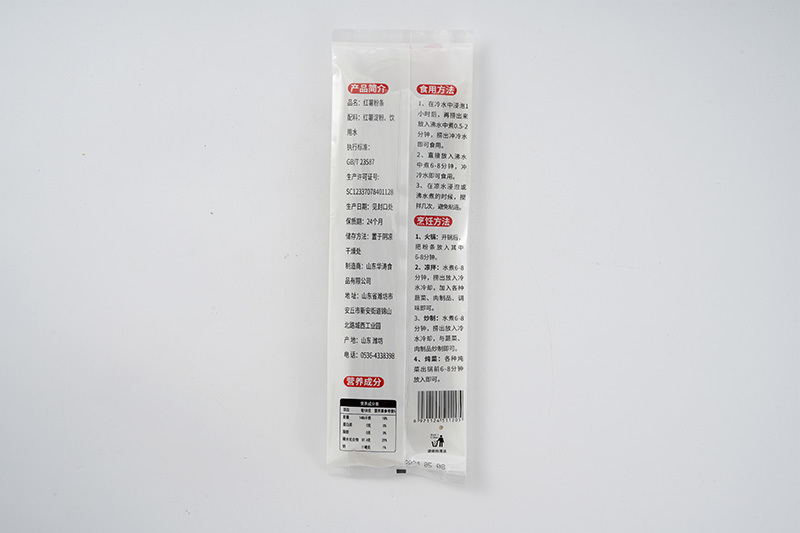 产品简介
品名：红薯粉条
配料：红薯淀粉、饮
用水
执行标准：
GB/T 23587
生产许可证号：
SC12337078401128
生产日期：见封口处
保质期：24个月
储存方法：置于阴凉
干燥处
制造商：山东华涛食
品有限公司
地 址：山东省潍坊市
安丘市新安街道锦山
北路城西工业园
产 地：山东 潍坊
电 话：0536-4338398
营养成分
营养成分表
食用方法
1、在冷水中浸泡1
小时后，再捞出来
放入沸水中煮0.5-2
分钟，捞出冲冷水
即可食用。
2、直接放入沸水
中煮6-8分钟，冲
冷水即可食用。
3、在凉水浸泡或
沸水煮的时候，搅
拌几次，避免粘连。
烹饪方法
1、火锅：开锅后，
把粉条放入其中
6-8分钟。
2、凉拌：水煮6-8
分钟，捞出放入冷
水冷却，加入各种
蔬菜、肉制品、调
味即可。
3、炒制：水煮6-8
分钟，捞出放入冷
水冷却，与蔬菜、
肉制品炒制即可。
4、炖菜：各种炖
菜出锅前6-8分钟
放入即可。
6 971124 511205